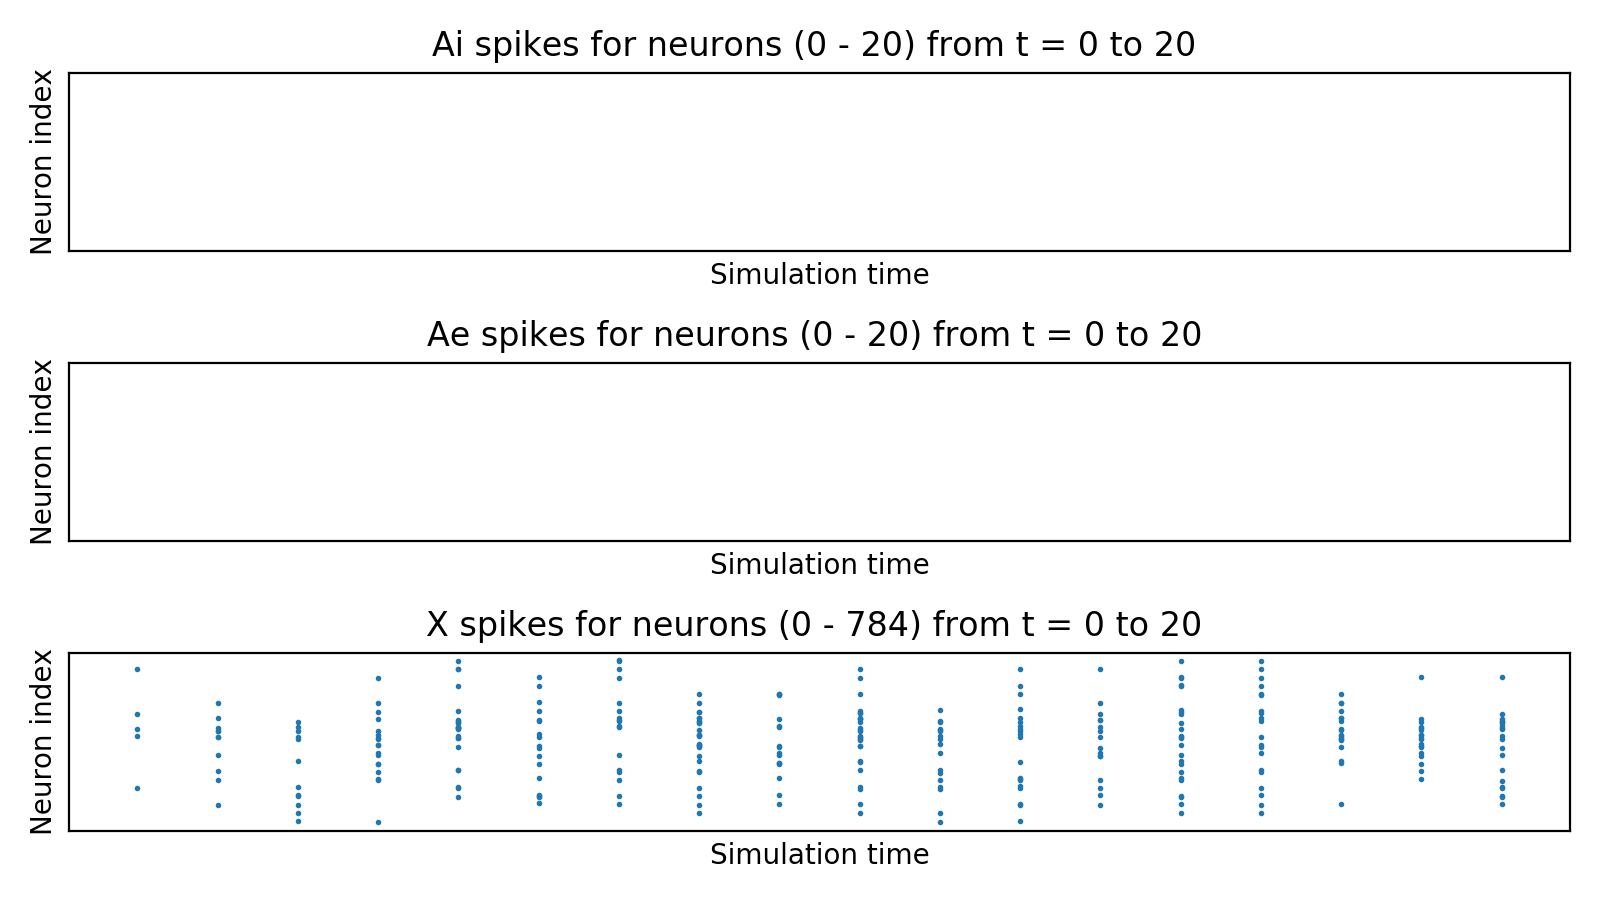 Ai spikes for neurons (0 - 20) from t = 0 to 20
Neuron index
Simulation time
Ae spikes for neurons (0 - 20) from t = 0 to 20
Neuron index
Simulation time
X spikes for neurons (0 - 784) from t = 0 to 20
Neuron index
Simulation time